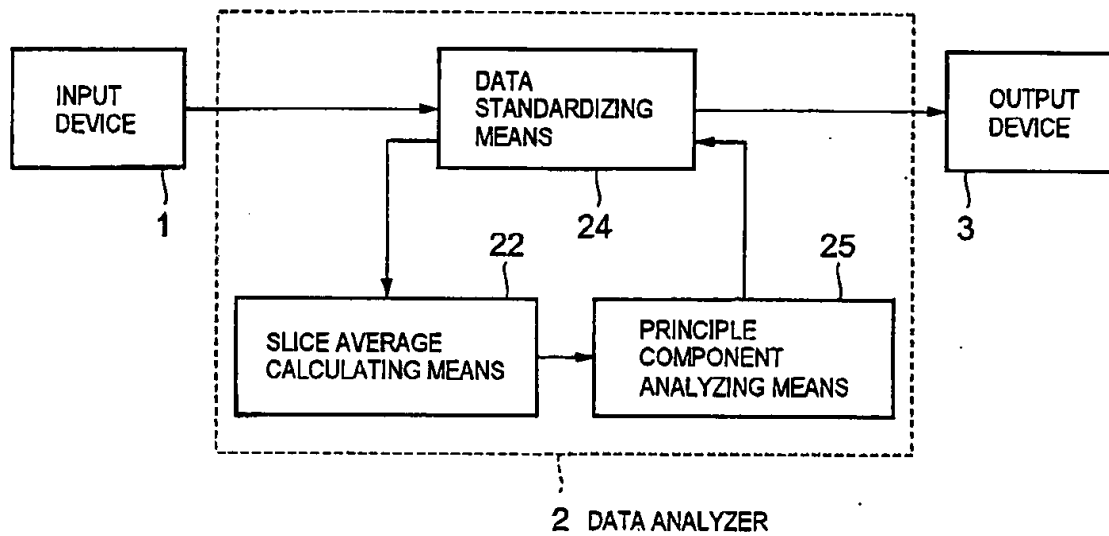 INPUT
DEVICE
1
DATA
STANDARDIZING
MEANS
24
OUTPUT
DEVICE
3
22
SLICE AVERAGE
CALCULATING MEANS
25
PRINCIPLE
COMPONENT
ANALYZING MEANS
2 DATA ANALYZER